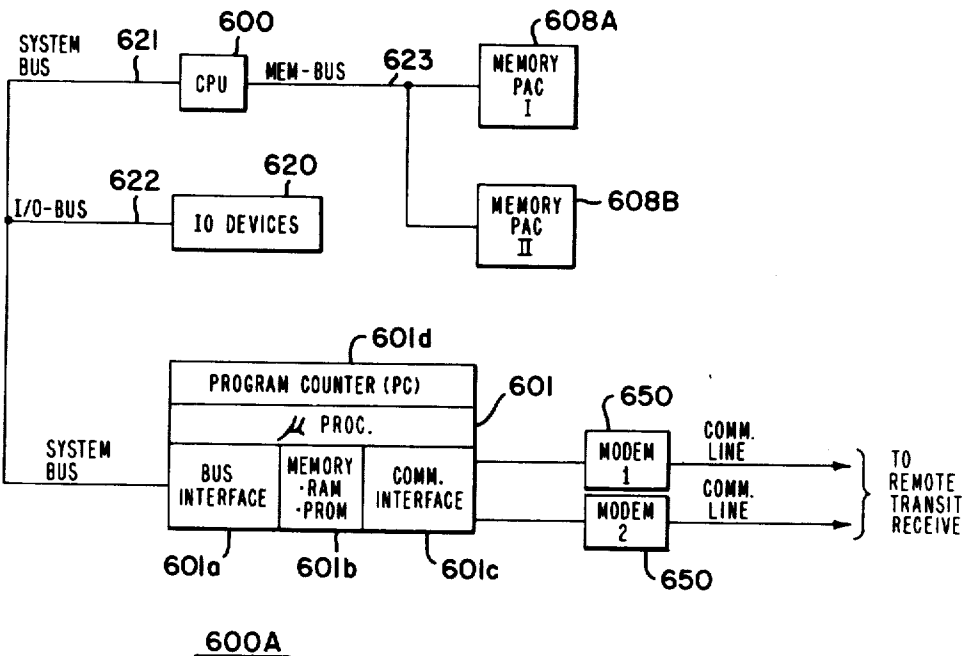 600
608A
SYSTEM
BUS
621
CPU
MEM-BUS
623
MEMORY
PAC
I
I/O-BUS
622
620
IO DEVICES
MEMORY
PAC
II
608B
601d
PROGRAM COUNTER (PC)
601
μ PROC.
SYSTEM
BUS
BUS
INTERFACE
MEMORY
·RAM
·PROM
COMM.
INTERFACE
601a
601b
601c
650
MODEM
1
COMM.
LINE
MODEM
2
COMM.
LINE
650
TO
REMOTE
TRANSIT
RECEIVE
600A